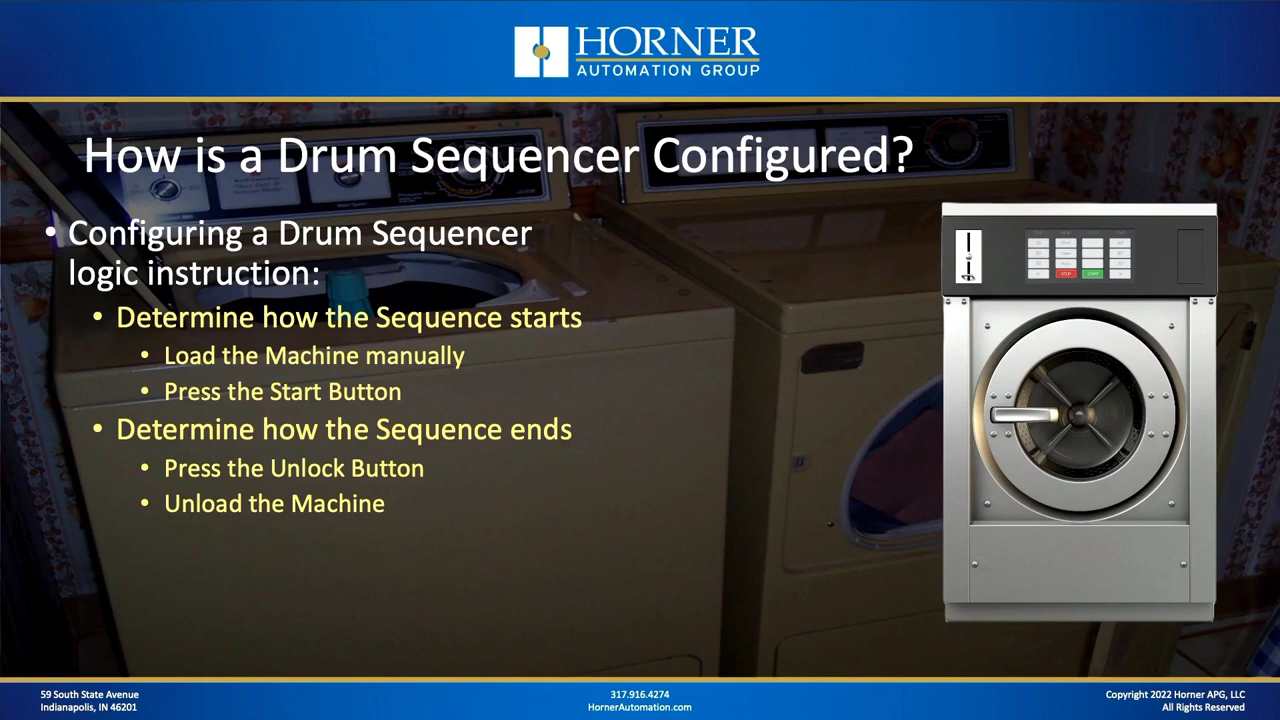 HORNER
AUTOMATION GROUP
How is a Drum Sequencer Configured?
• Configuring a Drum Sequencer
logic instruction:
• Determine how the Sequence starts
• Load the Machine manually
• Press the Start Button
• Determine how the Sequence ends
• Press the Unlock Button
• Unload the Machine
STOP
START
59 South State Avenue
Indianapolis, IN 46201
317.916.4274
HornerAutomation.com
Copyright 2022 Horner APG, LLC
All Rights Reserved